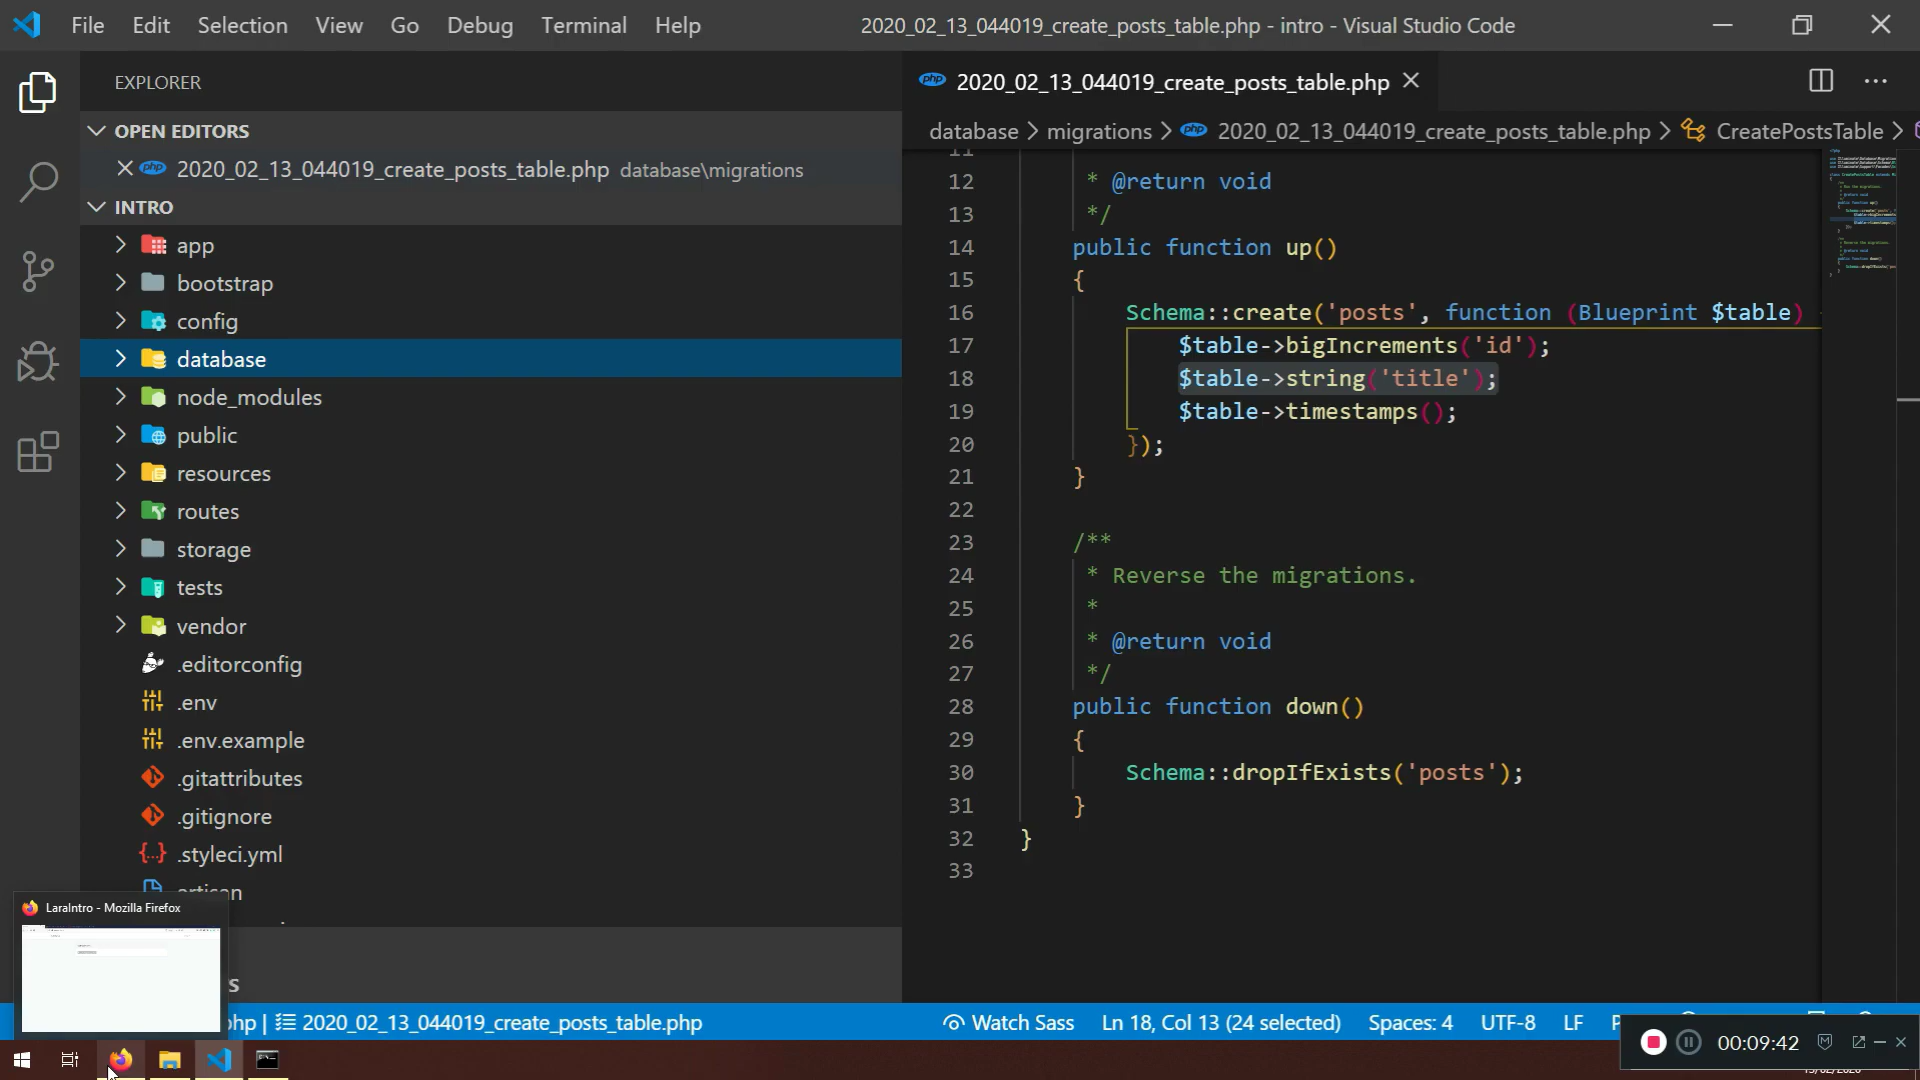 File Edit Selection View Go Debug Terminal Help
2020_02_13_044019_create_posts_table.php - intro - Visual Studio Code
EXPLORER
OPEN EDITORS
2020_02_13_044019_create_posts_table.php database\migrations
INTRO
app
bootstrap
config
database
node_modules
public
resources
routes
storage
tests
vendor
.editorconfig
.env
.env.example
.gitattributes
.gitignore
.styleci.yml
artisan
2020_02_13_044019_create_posts_table.php
database > migrations > 2020_02_13_044019_create_posts_table.php > CreatePostsTable >
11
12 * @return void
13 */
14 public function up()
15 {
16 Schema::create('posts', function (Blueprint $table)
17 $table->bigIncrements('id');
18 $table->string('title');
19 $table->timestamps();
20 });
21 }
22
23 /**
24 * Reverse the migrations.
25 *
26 * @return void
27 */
28 public function down()
29 {
30 Schema::dropIfExists('posts');
31 }
32 }
33
LaraIntro - Mozilla Firefox
s
hp | 2020_02_13_044019_create_posts_table.php
Watch Sass Ln 18, Col 13 (24 selected) Spaces: 4 UTF-8 LF
00:09:42